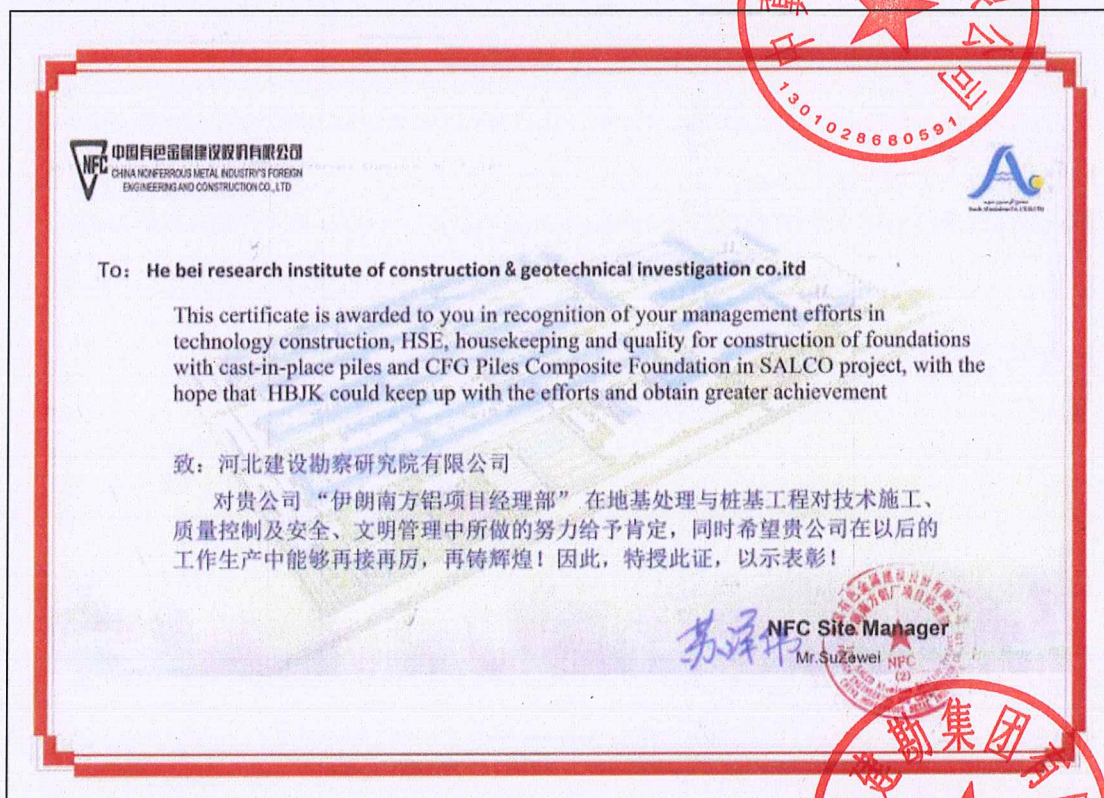 中
公司
1301028680591
NFC
中国有色金属建设股份有限公司
CHINA NONFERROUS METAL INDUSTRY'S FOREIGN
ENGINEERING AND CONSTRUCTION CO., LTD
To: He bei research institute of construction & geotechnical investigation co.itd
This certificate is awarded to you in recognition of your management efforts in
technology construction, HSE, housekeeping and quality for construction of foundations
with cast-in-place piles and CFG Piles Composite Foundation in SALCO project, with the
hope that HBJK could keep up with the efforts and obtain greater achievement
致：河北建设勘察研究院有限公司
对贵公司“伊朗南方铝项目经理部”在地基处理与桩基工程对技术施工、
质量控制及安全、文明管理中所做的努力给予肯定，同时希望贵公司在以后的
工作生产中能够再接再厉，再铸辉煌！因此，特授此证，以示表彰！
苏泽伟
NFC Site Manager
Mr.SuZewei
NFC
(2)
建勘集团有